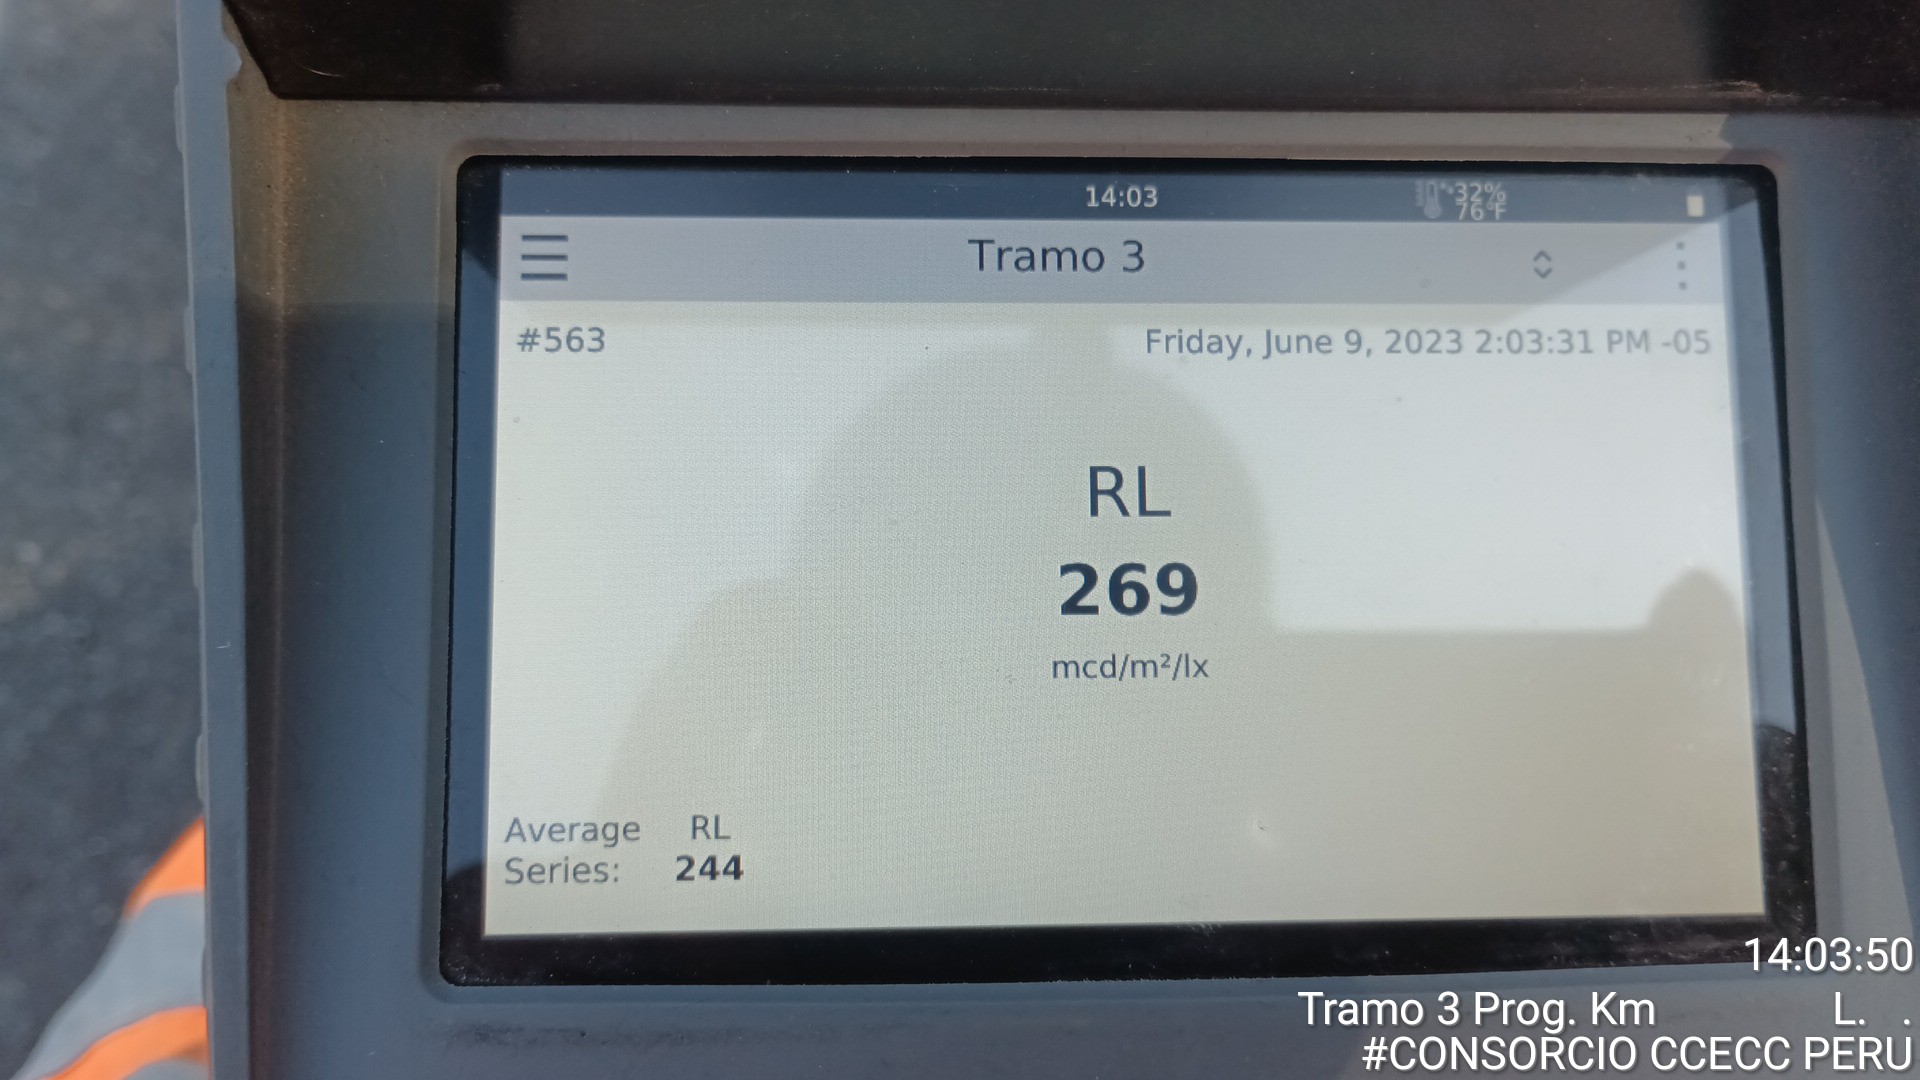 14:03
32%
76°F
Tramo 3
#563
Friday, June 9, 2023 2:03:31 PM -05
RL
269
mcd/m²/lx
Average RL
Series: 244
14:03:50
Tramo 3 Prog. Km L. .
#CONSORCIO CCECC PERU